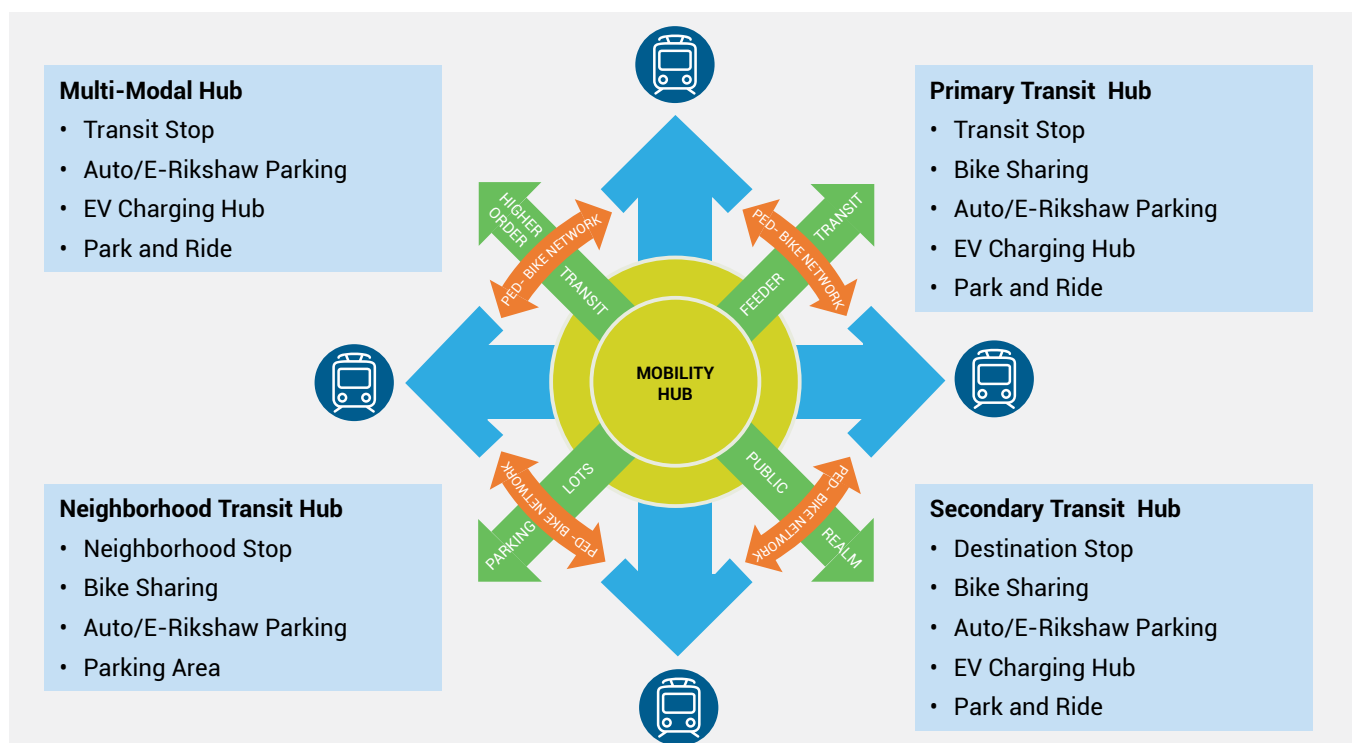 Multi-Modal Hub
• Transit Stop
• Auto/E-Rikshaw Parking
• EV Charging Hub
• Park and Ride
Primary Transit Hub
• Transit Stop
• Bike Sharing
• Auto/E-Rikshaw Parking
• EV Charging Hub
• Park and Ride
HIGHER
ORDER
TRANSIT
PED- BIKE NETWORK
FEEDER
TRANSIT
PED- BIKE NETWORK
MOBILITY
HUB
PARKING
LOTS
PED- BIKE NETWORK
PUBLIC
REALM
PED- BIKE NETWORK
Neighborhood Transit Hub
• Neighborhood Stop
• Bike Sharing
• Auto/E-Rikshaw Parking
• Parking Area
Secondary Transit Hub
• Destination Stop
• Bike Sharing
• Auto/E-Rikshaw Parking
• EV Charging Hub
• Park and Ride